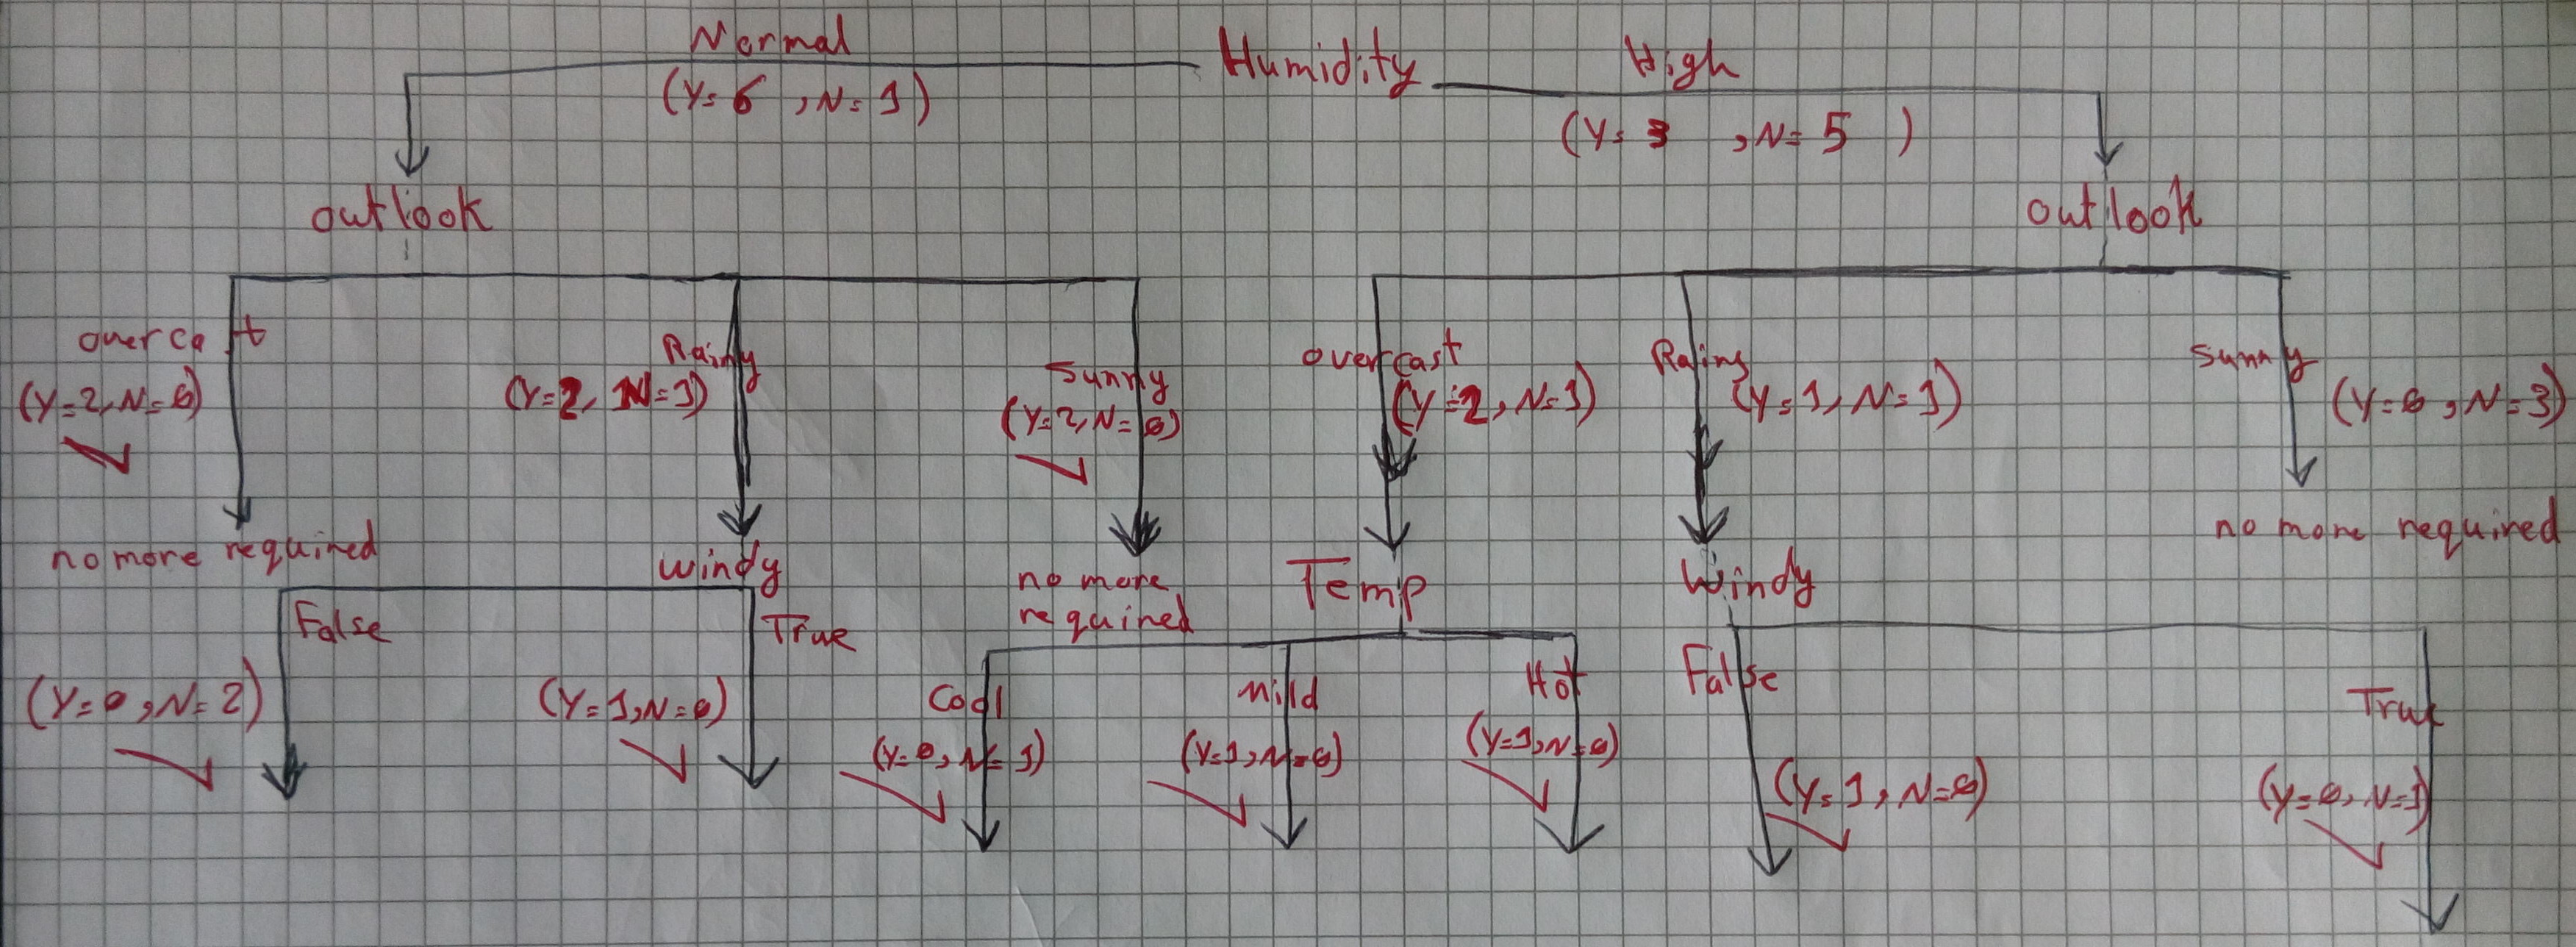 Normal
Humidity
High
(Y=6 ,N=1)
(Y=3 ,N=5 )
outlook
outlook
overcat
(Y=2,N=0)
Rainy
(Y=2, N=1)
Sunny
(Y=2,N=0)
overcast
(Y=2,N=1)
Rainy
(Y=1,N=1)
Sunny
(Y=0,N=3)
no more required
windy
no more
required
Temp
Windy
no more required
False
True
(Y=0,N=2)
(Y=1,N=0)
Cool
(Y=0,N=1)
Mild
(Y=1,N=0)
Hot
(Y=1,N=0)
False
(Y=1,N=0)
True
(Y=0,N=1)